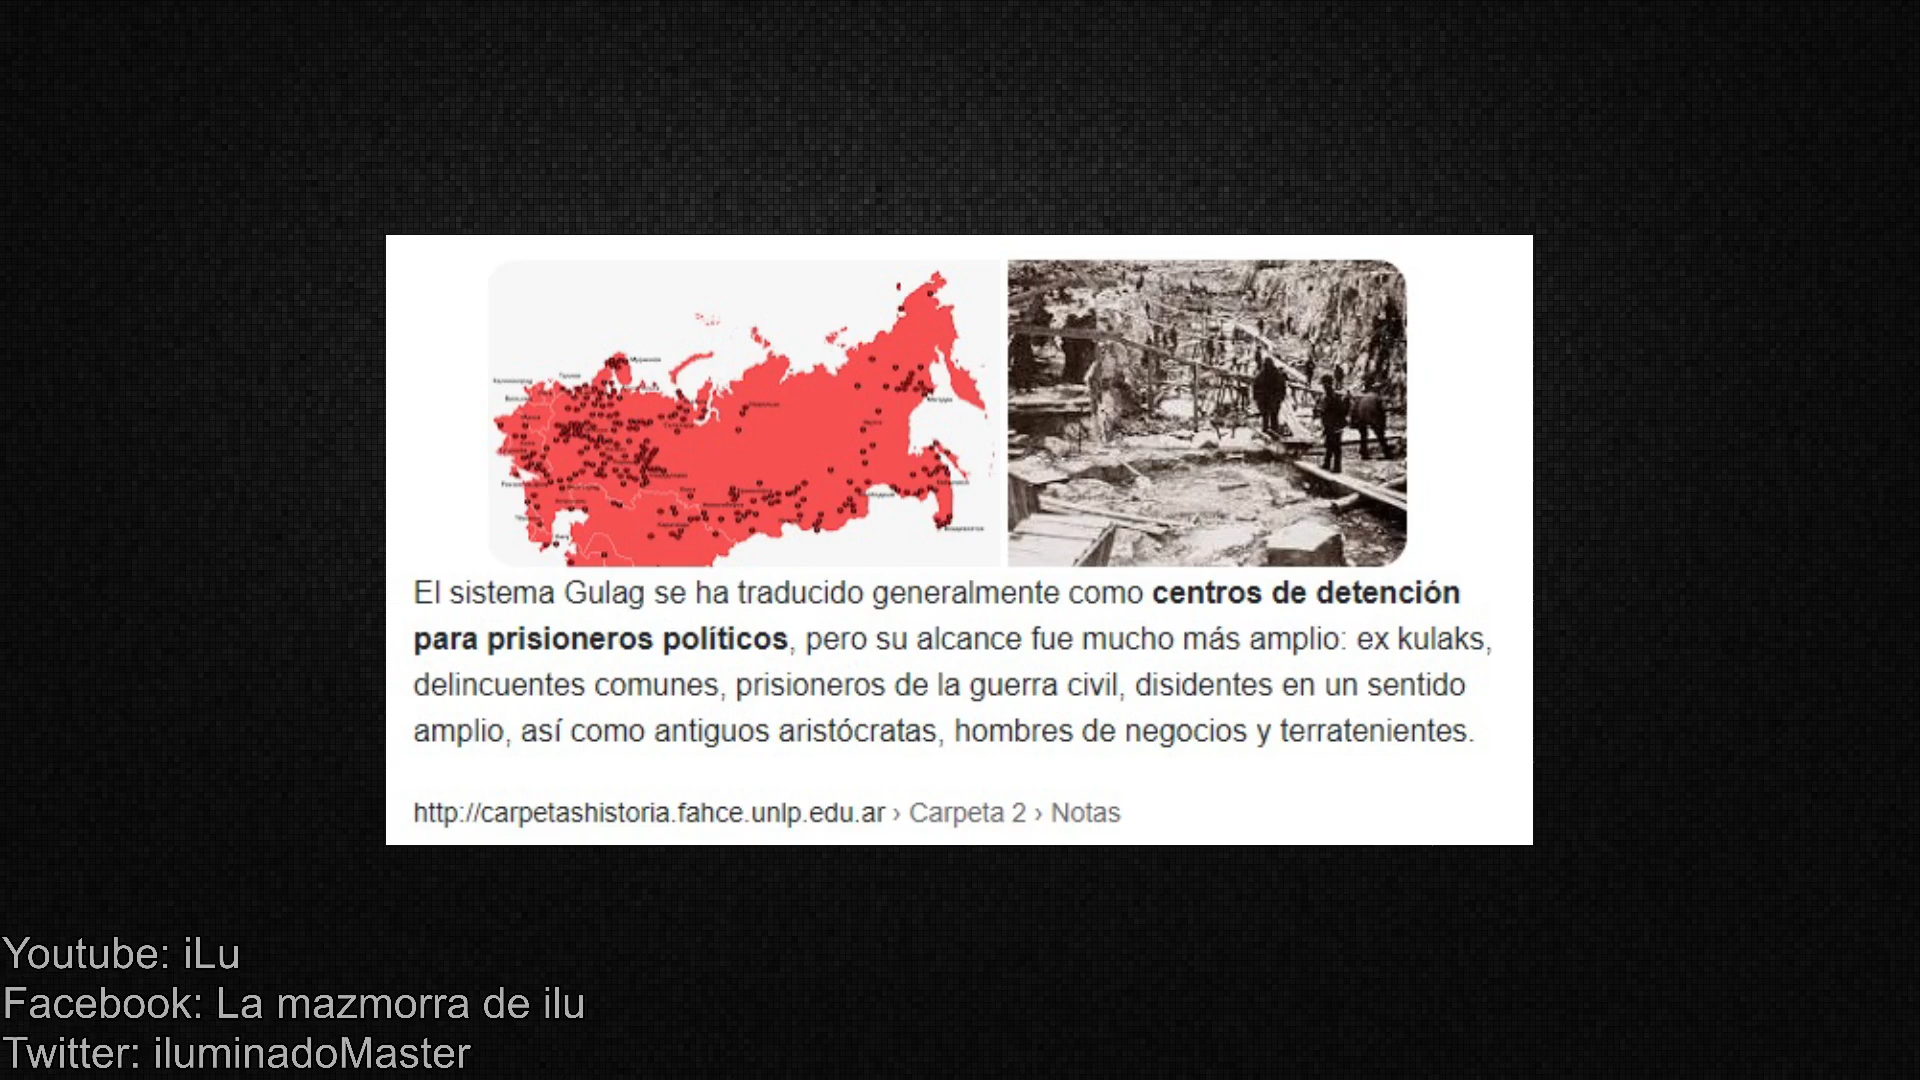 El sistema Gulag se ha traducido generalmente como centros de detención
para prisioneros políticos, pero su alcance fue mucho más amplio: ex kulaks,
delincuentes comunes, prisioneros de la guerra civil, disidentes en un sentido
amplio, así como antiguos aristócratas, hombres de negocios y terratenientes.
http://carpetashistoria.fahce.unlp.edu.ar › Carpeta 2 › Notas
Youtube: iLu
Facebook: La mazmorra de ilu
Twitter: iluminadoMaster